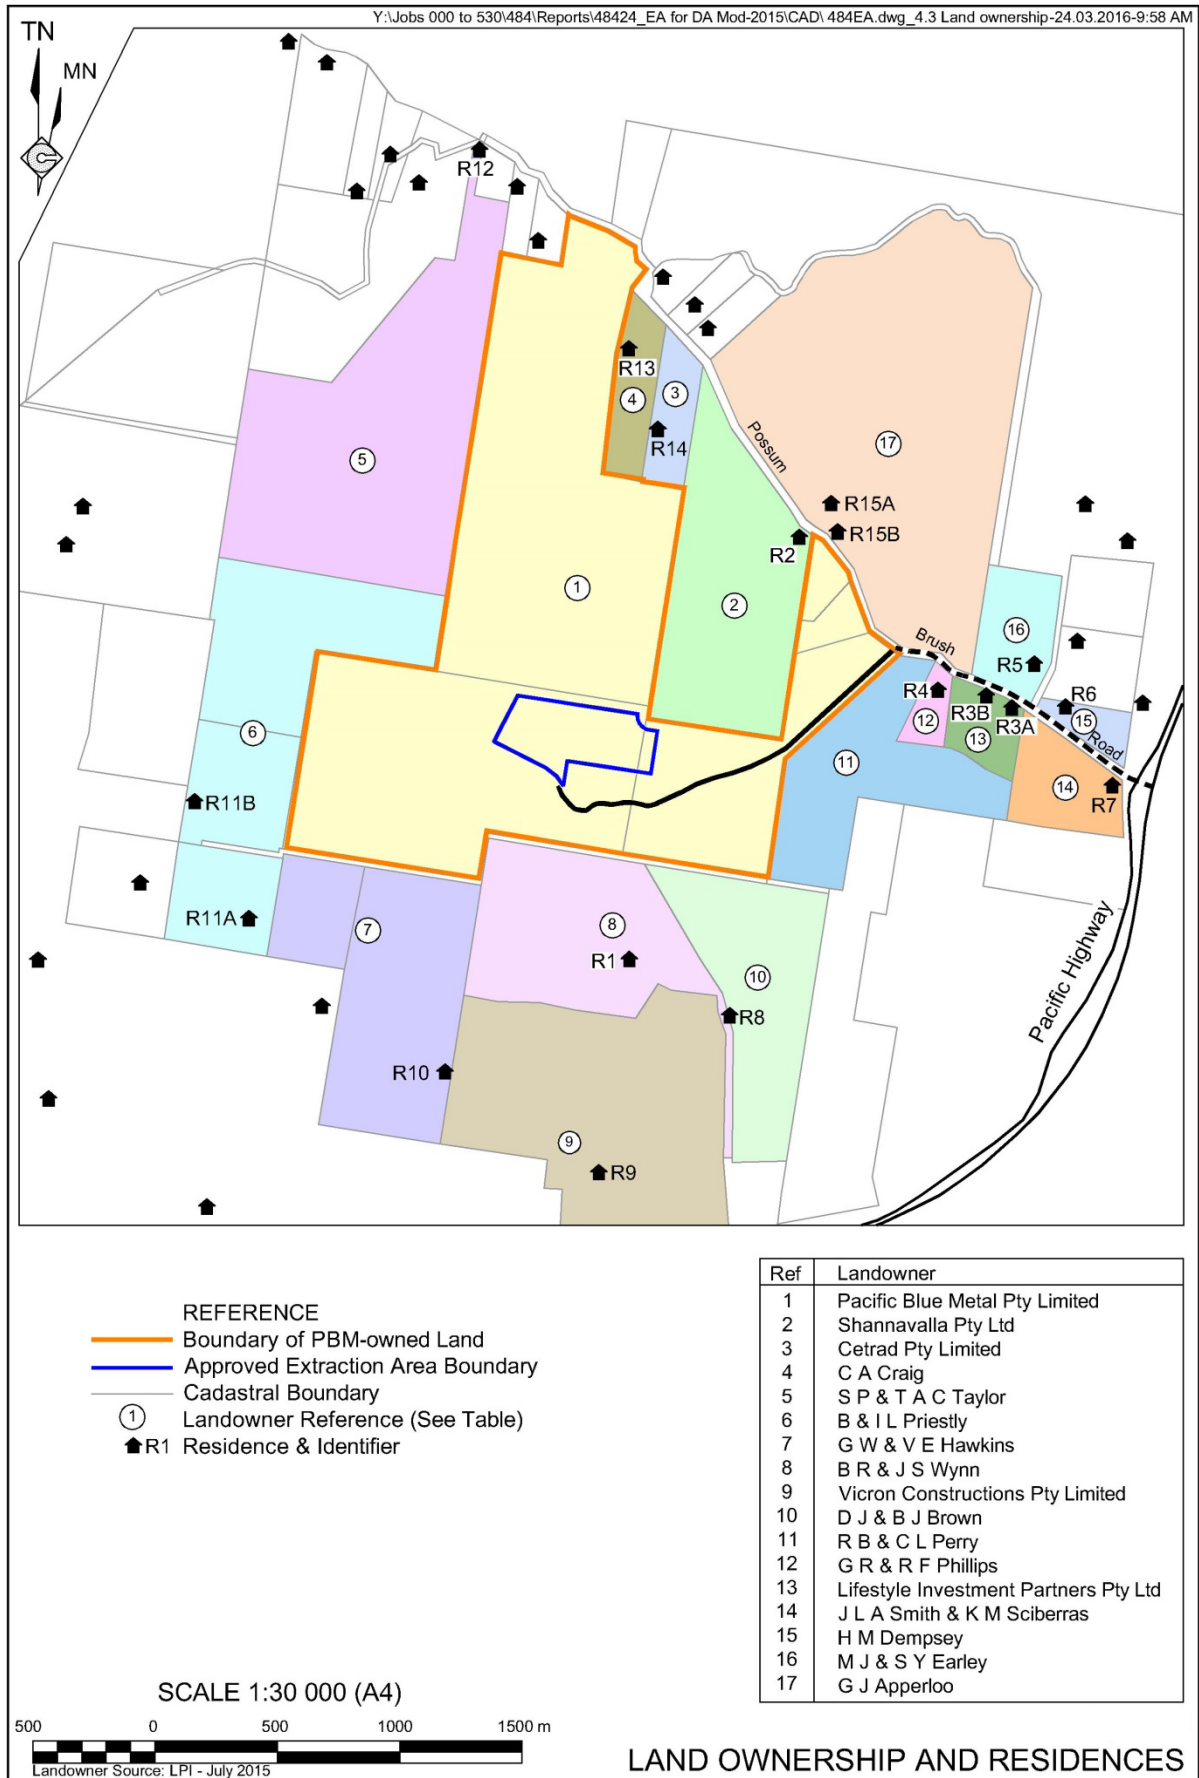 Y:\Jobs 000 to 530\484\Reports\48424_EA for DA Mod-2015\CAD\ 484EA.dwg_4.3 Land ownership-24.03.2016-9:58 AM
TN
MN
R12
R13
4
3
R14
5
Possum
17
R15A
R15B
R2
1
2
16
Brush
R5
R4
R3B
R3A
R6
12
13
15
Road
6
11
14
R7
R11B
R11A
7
8
R1
10
R8
Pacific Highway
R10
9
R9
REFERENCE
Boundary of PBM-owned Land
Approved Extraction Area Boundary
Cadastral Boundary
1 Landowner Reference (See Table)
R1 Residence & Identifier
Ref Landowner
1 Pacific Blue Metal Pty Limited
2 Shannavalla Pty Ltd
3 Cetrad Pty Limited
4 C A Craig
5 S P & T A C Taylor
6 B & I L Priestly
7 G W & V E Hawkins
8 B R & J S Wynn
9 Vicron Constructions Pty Limited
10 D J & B J Brown
11 R B & C L Perry
12 G R & R F Phillips
13 Lifestyle Investment Partners Pty Ltd
14 J L A Smith & K M Sciberras
15 H M Dempsey
16 M J & S Y Earley
17 G J Apperloo
SCALE 1:30 000 (A4)
500 0 500 1000 1500 m
Landowner Source: LPI - July 2015
LAND OWNERSHIP AND RESIDENCES